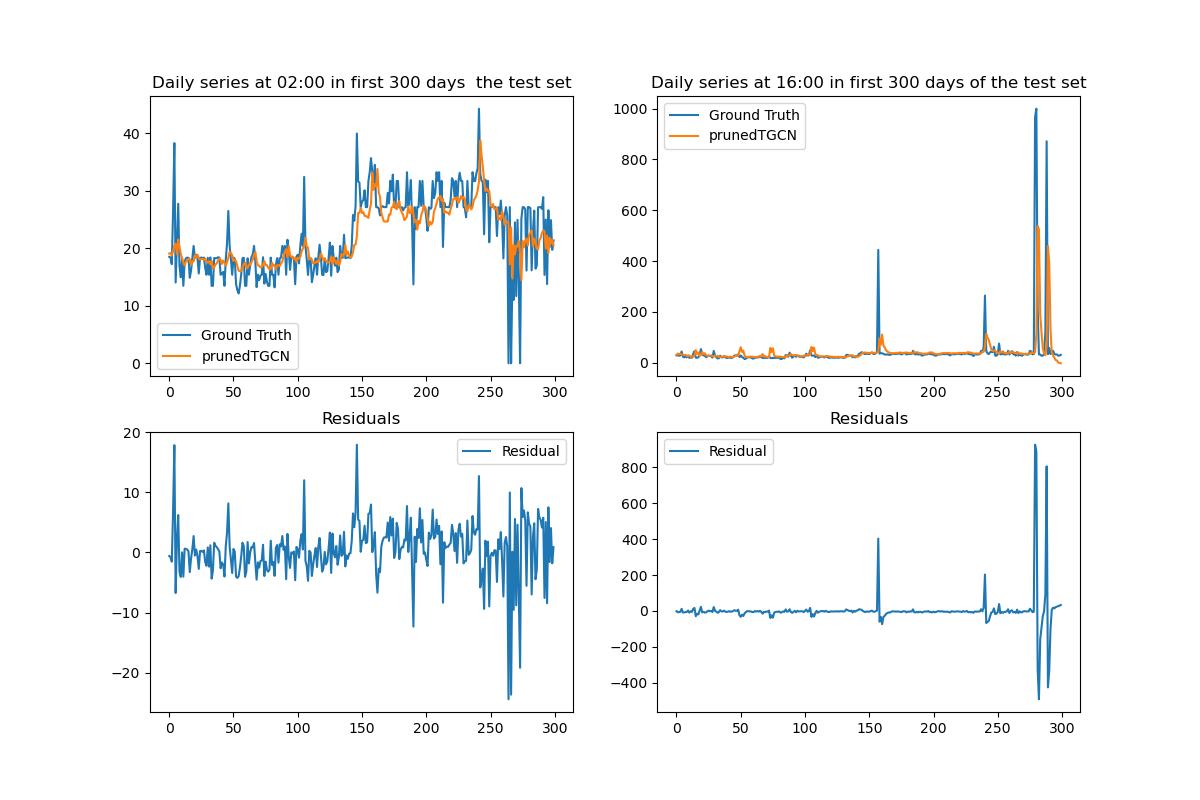 Daily series at 02:00 in first 300 days  the test set
40
30
20
10
0
Ground Truth
prunedTGCN
0 50 100 150 200 250 300
Daily series at 16:00 in first 300 days of the test set
1000
800
600
400
200
0
Ground Truth
prunedTGCN
0 50 100 150 200 250 300
Residuals
20
10
0
−10
−20
Residual
0 50 100 150 200 250 300
Residuals
800
600
400
200
0
−200
−400
Residual
0 50 100 150 200 250 300